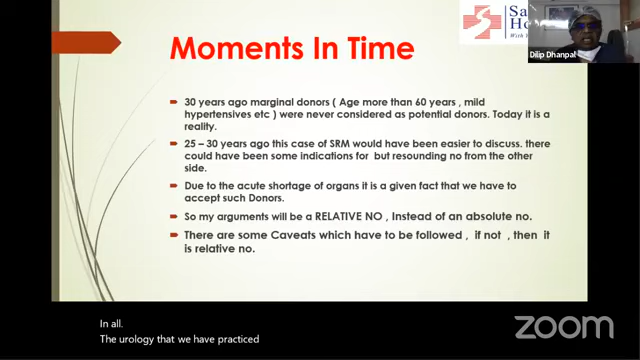 Sa
Ho
With Y
Dilip Dhanpal
Moments In Time
30 years ago marginal donors ( Age more than 60 years , mild
hypertensives etc ) were never considered as potential donors. Today it is a
reality.
25 – 30 years ago this case of SRM would have been easier to discuss. there
could have been some indications for but resounding no from the other
side.
Due to the acute shortage of organs it is a given fact that we have to
accept such Donors.
So my arguments will be a RELATIVE NO , Instead of an absolute no.
There are some Caveats which have to be followed , if not , then it
is relative no.
In all.
The urology that we have practiced
zoom